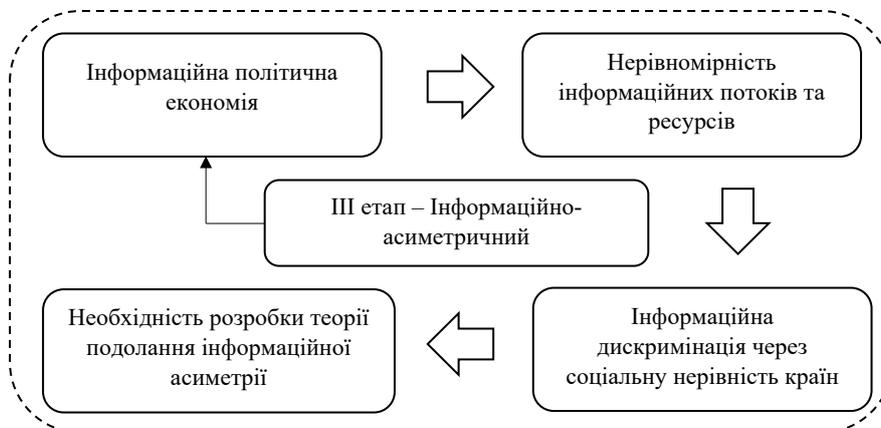 Інформаційна політична
економія
Нерівномірність
інформаційних потоків та
ресурсів
ІІІ етап – Інформаційно-
асиметричний
Необхідність розробки теорії
подолання інформаційної
асиметрії
Інформаційна
дискримінація через
соціальну нерівність країн